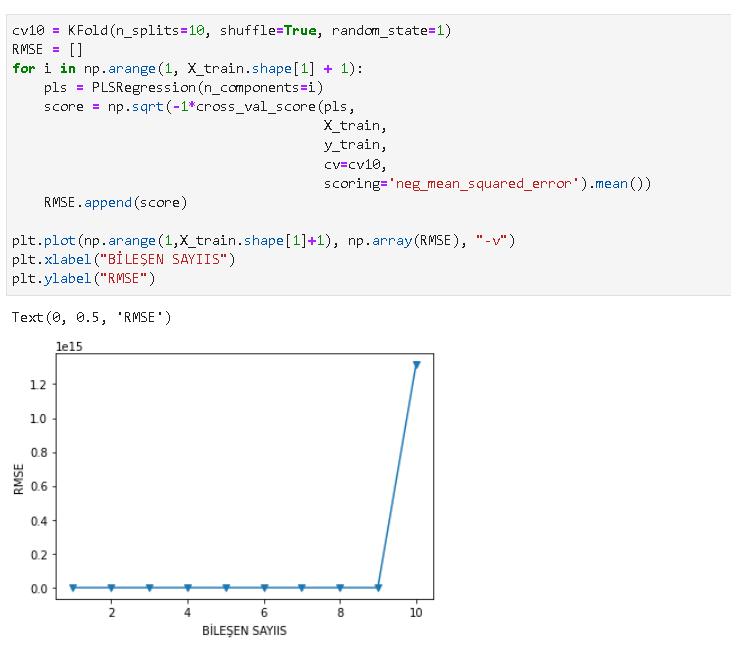 cv10 = KFold(n_splits=10, shuffle=True, random_state=1)
RMSE = []
for i in np.arange(1, X_train.shape[1] + 1):
    pls = PLSRegression(n_components=i)
    score = np.sqrt(-1*cross_val_score(pls,
                                       X_train,
                                       y_train,
                                       cv=cv10,
                                       scoring='neg_mean_squared_error').mean())
    RMSE.append(score)
plt.plot(np.arange(1,X_train.shape[1]+1), np.array(RMSE), "-v")
plt.xlabel("BİLEŞEN SAYIIS")
plt.ylabel("RMSE")
Text(0, 0.5, 'RMSE')
1e15
1.2
1.0
0.8
0.6
0.4
0.2
0.0
RMSE
2 4 6 8 10
BİLEŞEN SAYIIS